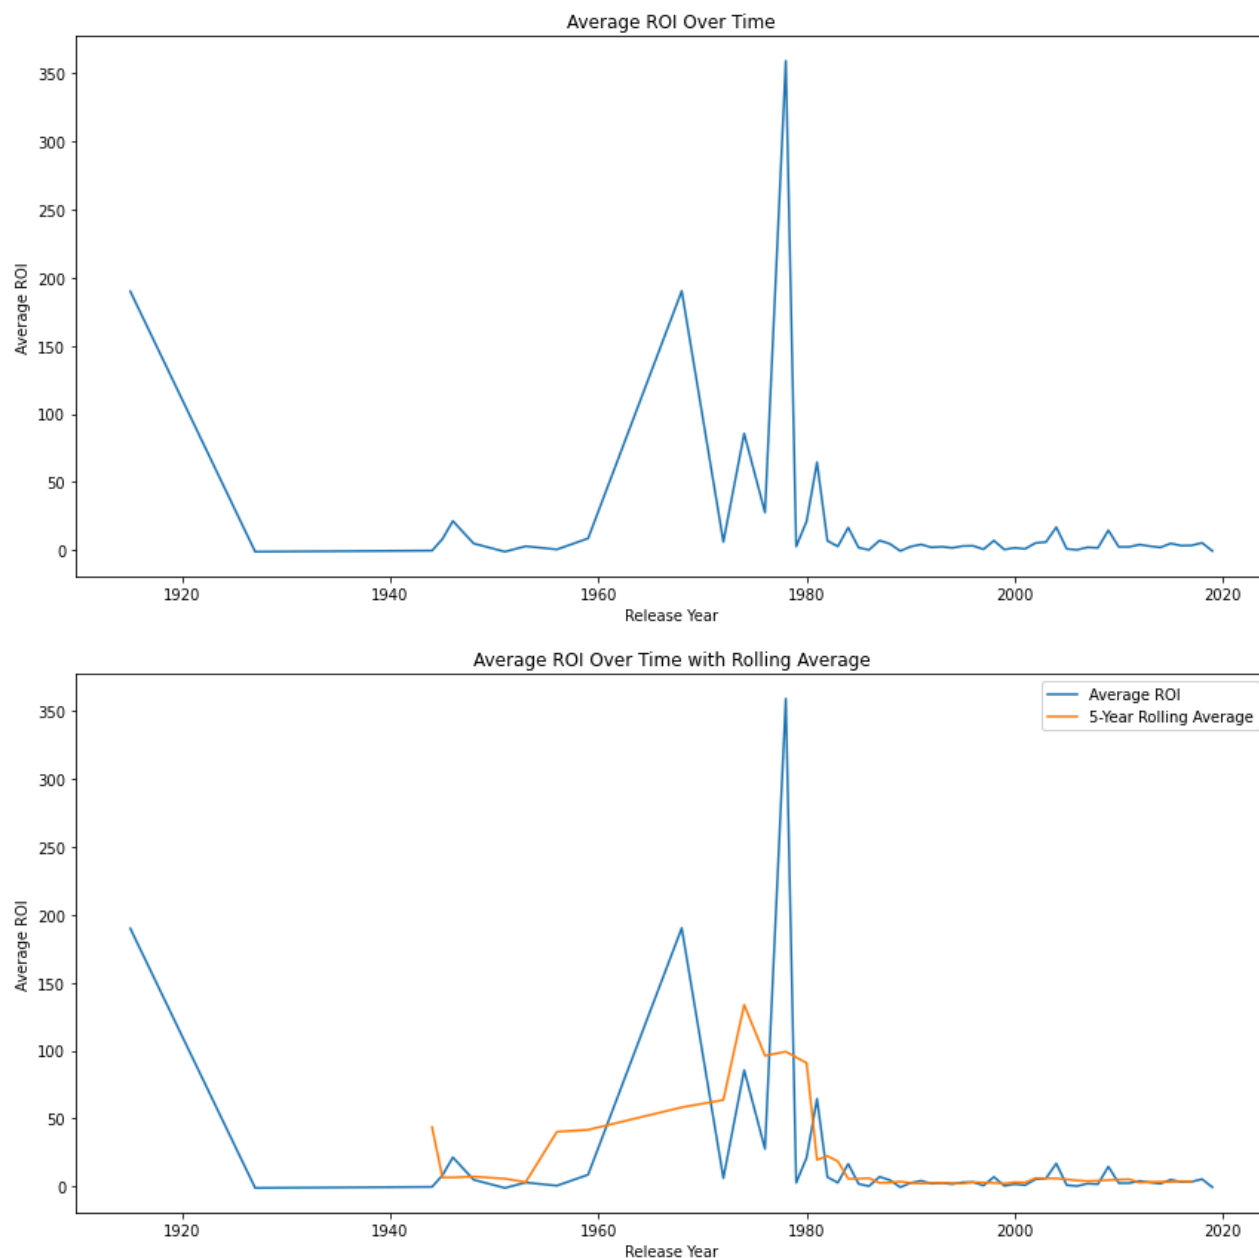 Average ROI Over Time
350
300
250
200
150
100
50
0
Average ROI
1920 1940 1960 1980 2000 2020
Release Year
Average ROI Over Time with Rolling Average
Average ROI
5-Year Rolling Average
350
300
250
200
150
100
50
0
Average ROI
1920 1940 1960 1980 2000 2020
Release Year